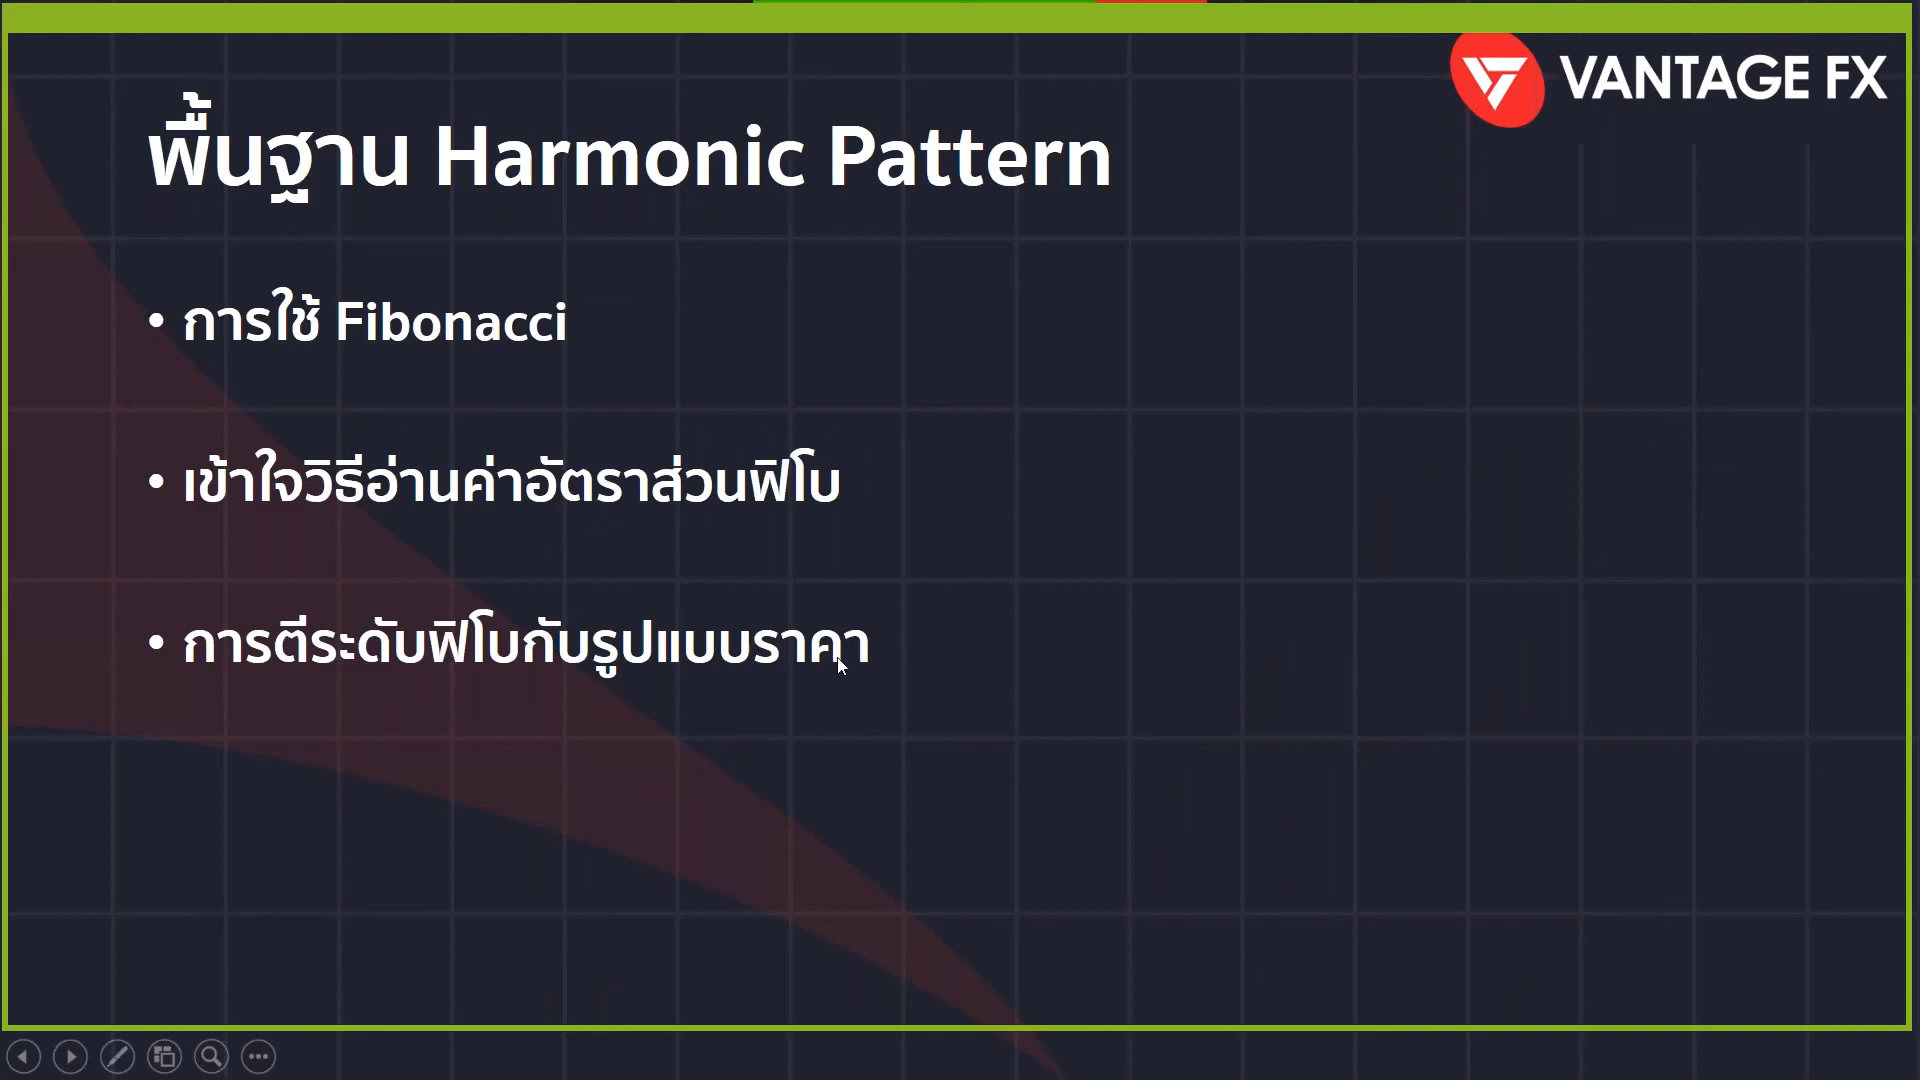 VANTAGE FX
พื้นฐาน Harmonic Pattern
• การใช้ Fibonacci
• เข้าใจวิธีอ่านค่าอัตราส่วนฟิโบ
• การตีระดับฟิโบกับรูปแบบราคา